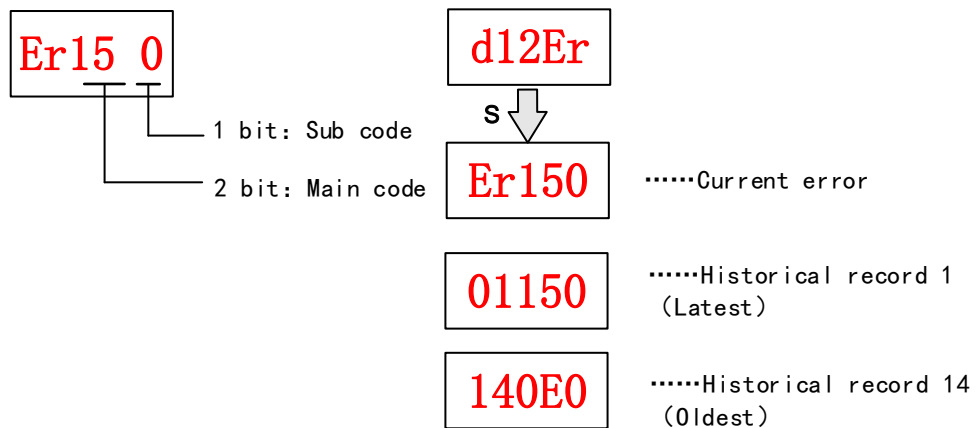 Er15 0
1 bit: Sub code
2 bit: Main code
d12Er
S
Er150
······Current error
01150
······Historical record 1
（Latest）
140E0
······Historical record 14
（Oldest）